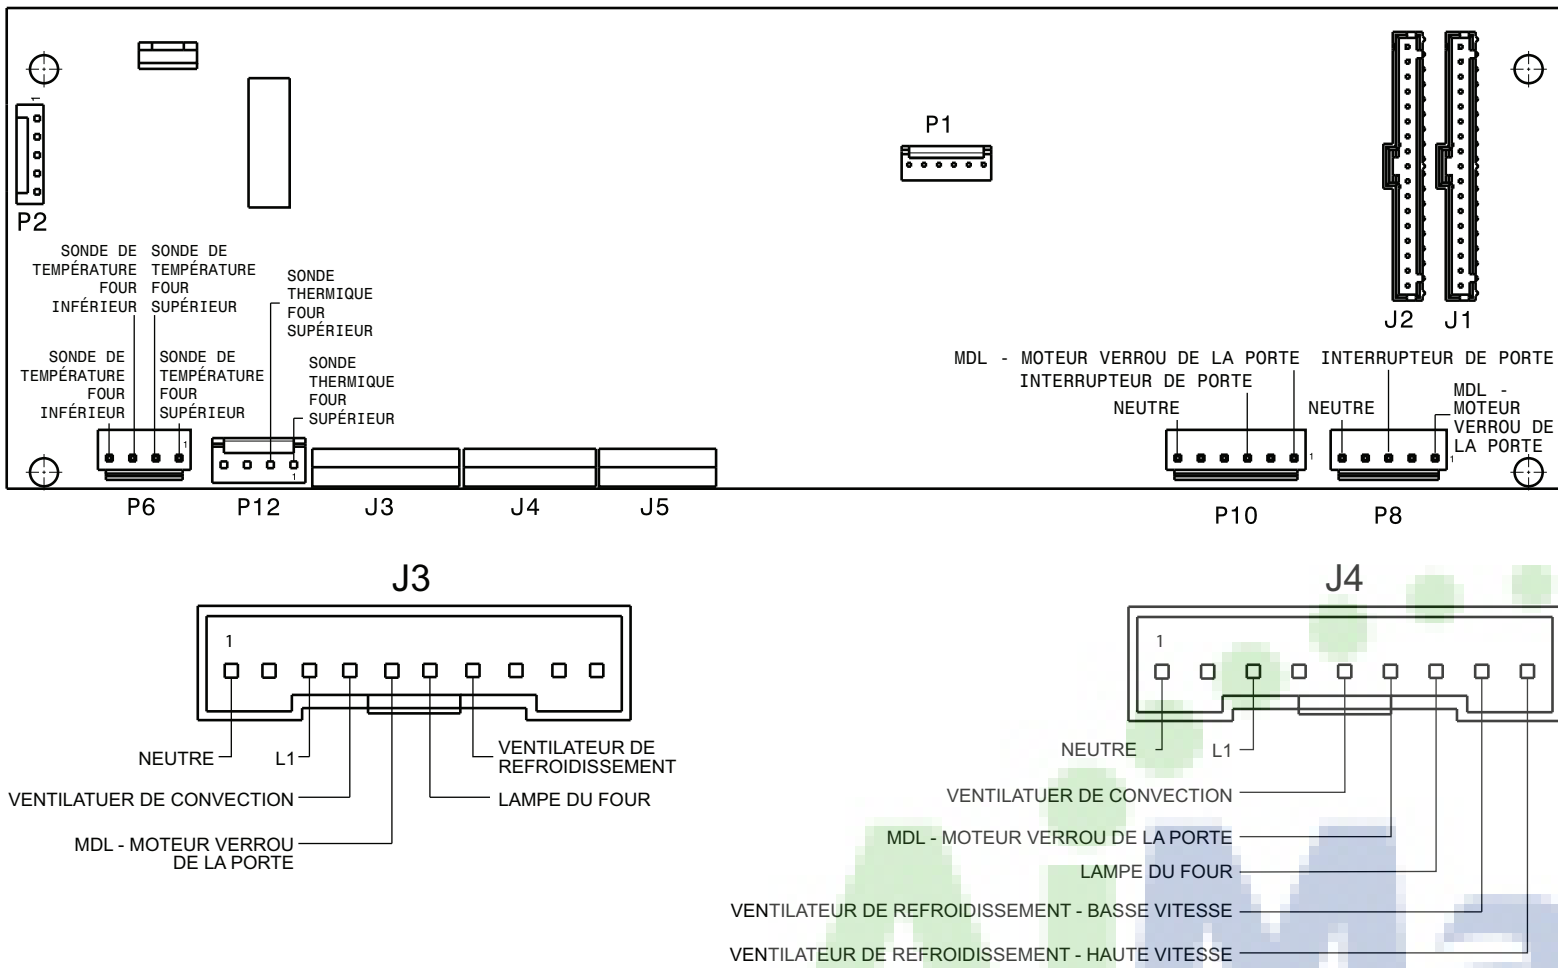 1
P2
P1
J2
J1
SONDE DE
TEMPÉRATURE
FOUR
INFÉRIEUR
SONDE DE
TEMPÉRATURE
FOUR
SUPÉRIEUR
SONDE
THERMIQUE
FOUR
SUPÉRIEUR
SONDE DE
TEMPÉRATURE
FOUR
INFÉRIEUR
SONDE DE
TEMPÉRATURE
FOUR
SUPÉRIEUR
SONDE
THERMIQUE
FOUR
SUPÉRIEUR
MDL - MOTEUR VERROU DE LA PORTE
INTERRUPTEUR DE PORTE
NEUTRE
INTERRUPTEUR DE PORTE
NEUTRE
MDL -
MOTEUR
VERROU DE
LA PORTE
1
1
1
1
P6
P12
J3
J4
J5
P10
P8
J3
1
NEUTRE
L1
VENTILATEUR DE
REFROIDISSEMENT
VENTILATUER DE CONVECTION
LAMPE DU FOUR
MDL - MOTEUR VERROU
DE LA PORTE
J4
1
NEUTRE
L1
VENTILATUER DE CONVECTION
MDL - MOTEUR VERROU DE LA PORTE
LAMPE DU FOUR
VENTILATEUR DE REFROIDISSEMENT - BASSE VITESSE
VENTILATEUR DE REFROIDISSEMENT - HAUTE VITESSE